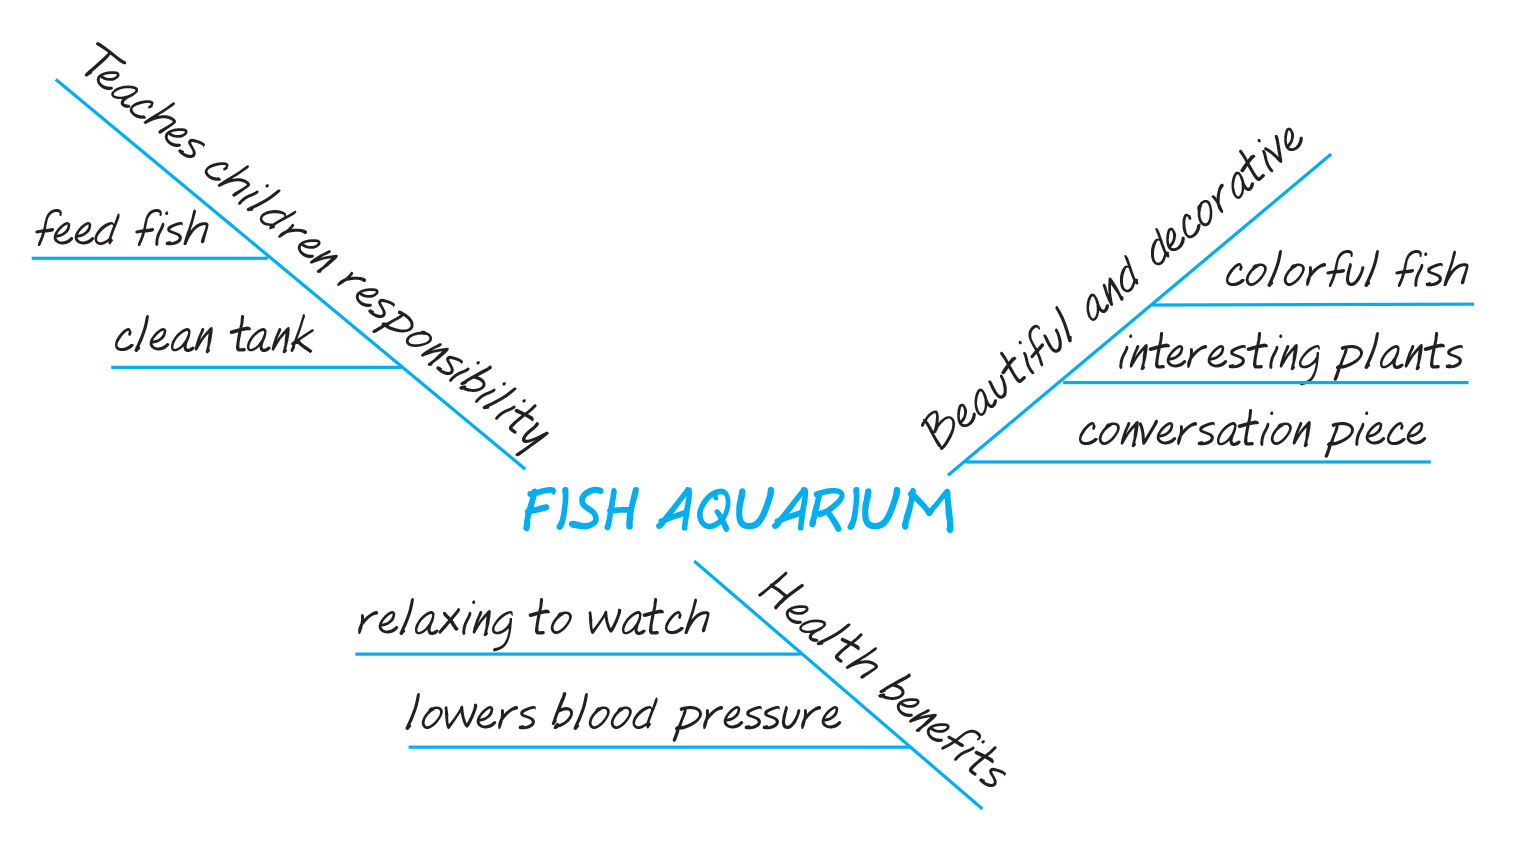 Teaches children responsibility
feed fish
clean tank
Beautiful and decorative
colorful fish
interesting plants
conversation piece
FISH AQUARIUM
Health benefits
relaxing to watch
lowers blood pressure